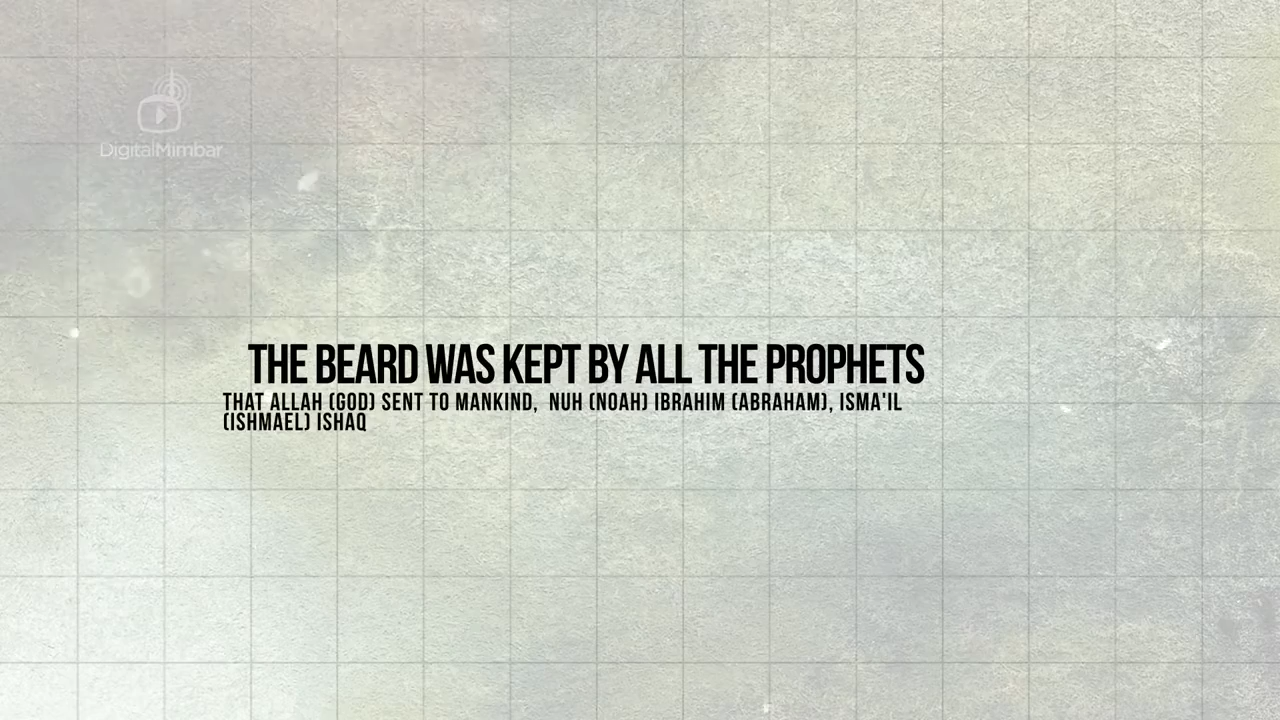 DigitalMimbar
THE BEARD WAS KEPT BY ALL THE PROPHETS
THAT ALLAH (GOD) SENT TO MANKIND,  NUH (NOAH) IBRAHIM (ABRAHAM), ISMA'IL
(ISHMAEL) ISHAQ